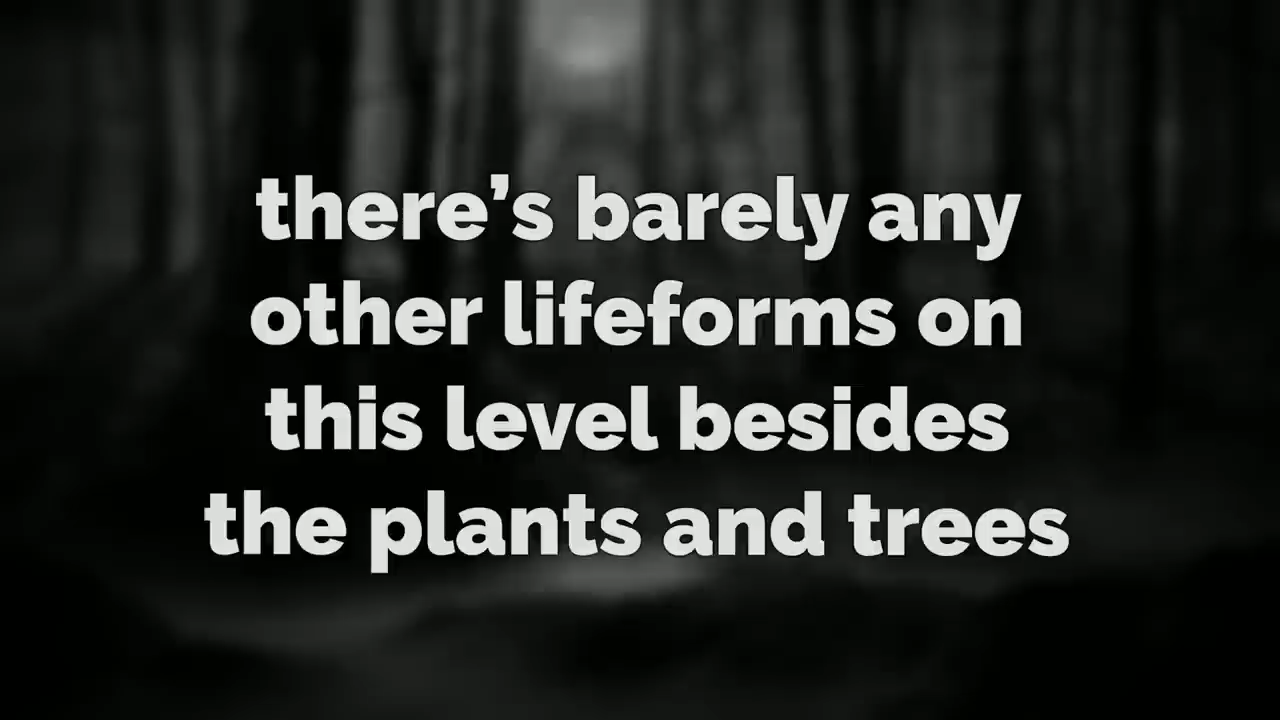 there’s barely any
other lifeforms on
this level besides
the plants and trees